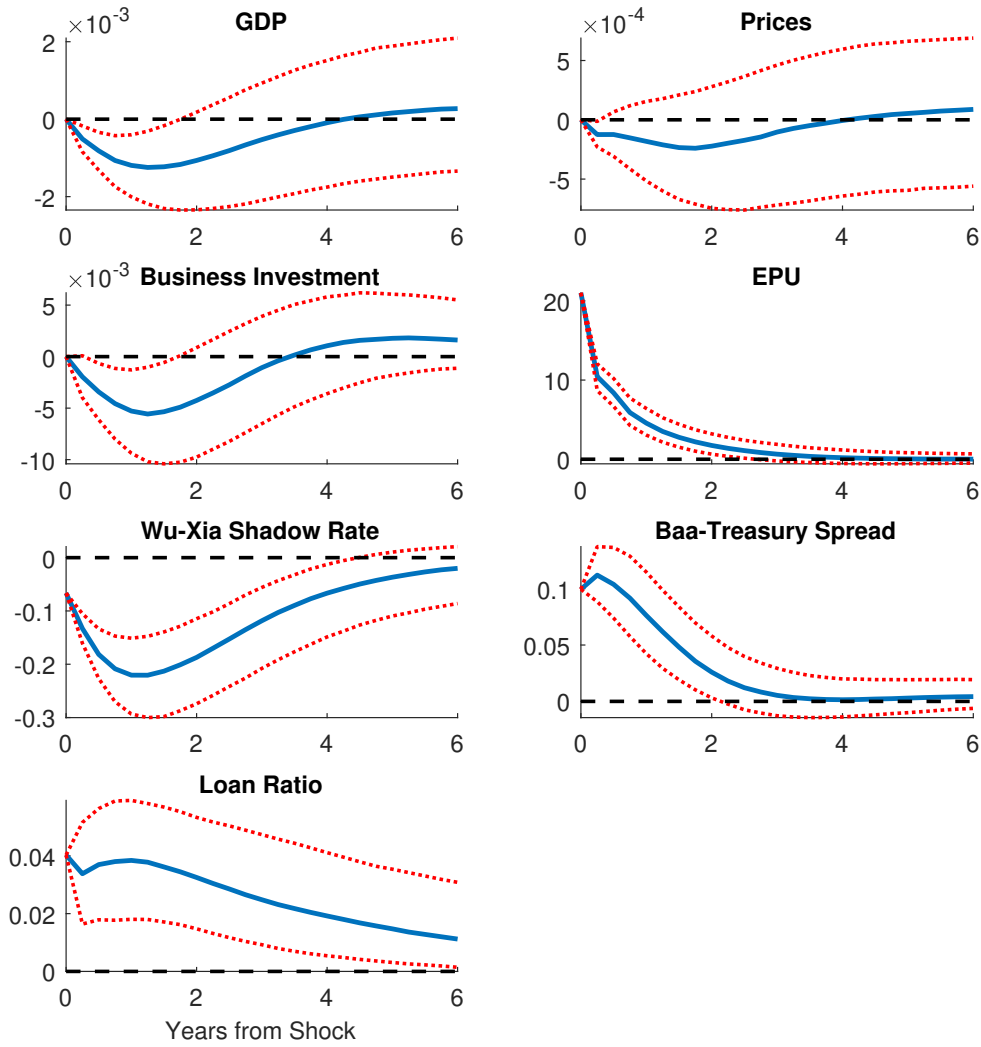 GDP
×10⁻³
2
0
-2
0 2 4 6
Prices
×10⁻⁴
5
0
-5
0 2 4 6
Business Investment
×10⁻³
5
0
-5
-10
0 2 4 6
EPU
20
10
0
0 2 4 6
Wu-Xia Shadow Rate
0
-0.1
-0.2
-0.3
0 2 4 6
Baa-Treasury Spread
0.1
0.05
0
0 2 4 6
Loan Ratio
0.04
0.02
0
0 2 4 6
Years from Shock